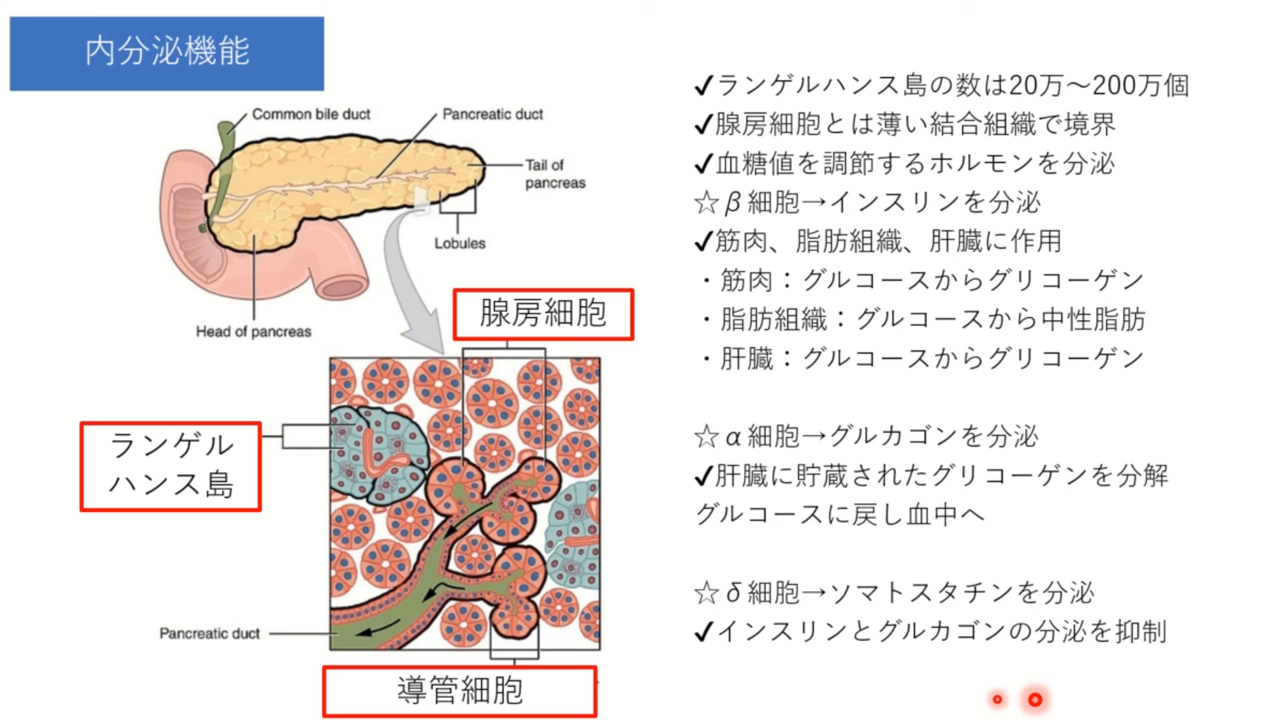 内分泌機能
Common bile duct
Pancreatic duct
Tail of
pancreas
Lobules
Head of pancreas
腺房細胞
ランゲル
ハンス島
Pancreatic duct
導管細胞
✓ランゲルハンス島の数は20万～200万個
✓腺房細胞とは薄い結合組織で境界
✓血糖値を調節するホルモンを分泌
☆β細胞→インスリンを分泌
✓筋肉、脂肪組織、肝臓に作用
・筋肉：グルコースからグリコーゲン
・脂肪組織：グルコースから中性脂肪
・肝臓：グルコースからグリコーゲン
☆α細胞→グルカゴンを分泌
✓肝臓に貯蔵されたグリコーゲンを分解
グルコースに戻し血中へ
☆δ細胞→ソマトスタチンを分泌
✓インスリンとグルカゴンの分泌を抑制